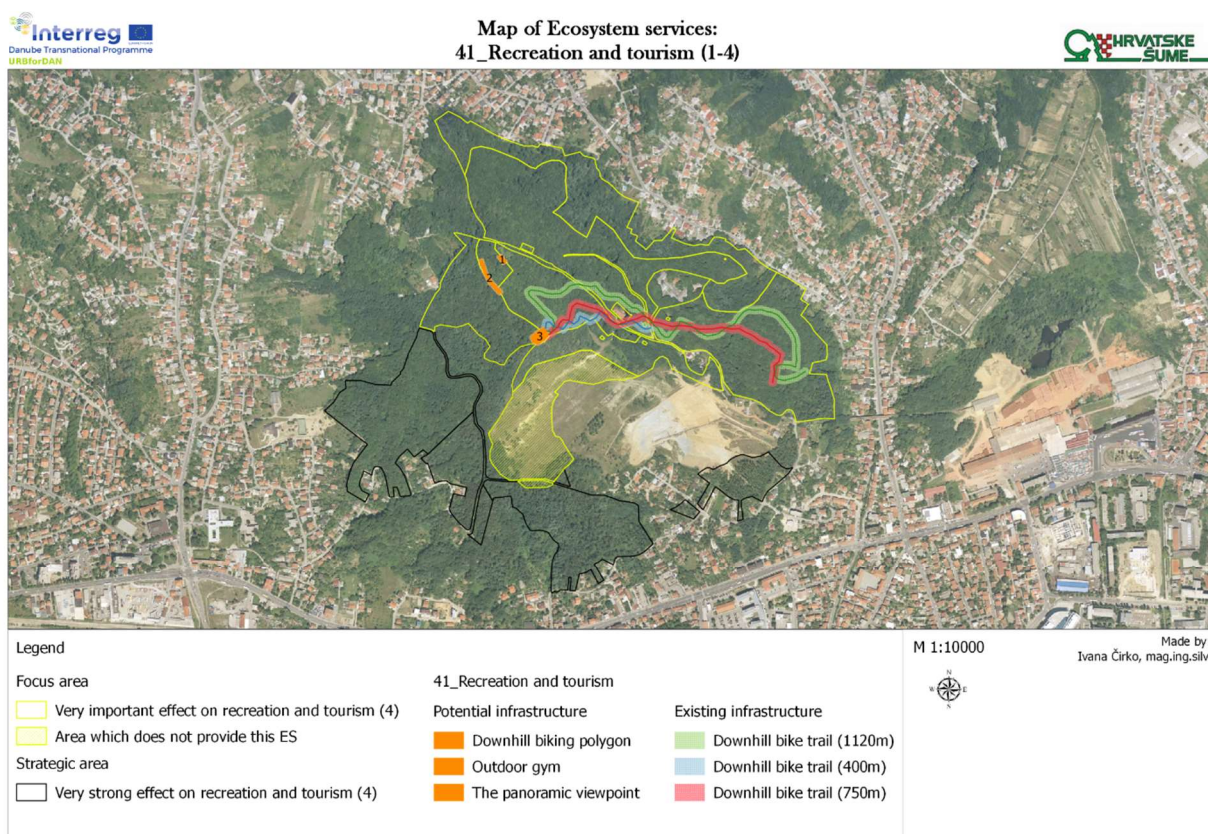 Interreg
Danube Transnational Programme
URBforDAN
Map of Ecosystem services:
41_Recreation and tourism (1-4)
HRVATSKE
ŠUME
1
2
3
Legend
Focus area
Very important effect on recreation and tourism (4)
Area which does not provide this ES
Strategic area
Very strong effect on recreation and tourism (4)
41_Recreation and tourism
Potential infrastructure
Downhill biking polygon
Outdoor gym
The panoramic viewpoint
Existing infrastructure
Downhill bike trail (1120m)
Downhill bike trail (400m)
Downhill bike trail (750m)
M 1:10000
N
W E
S
Made by
Ivana Čirko, mag.ing.silv